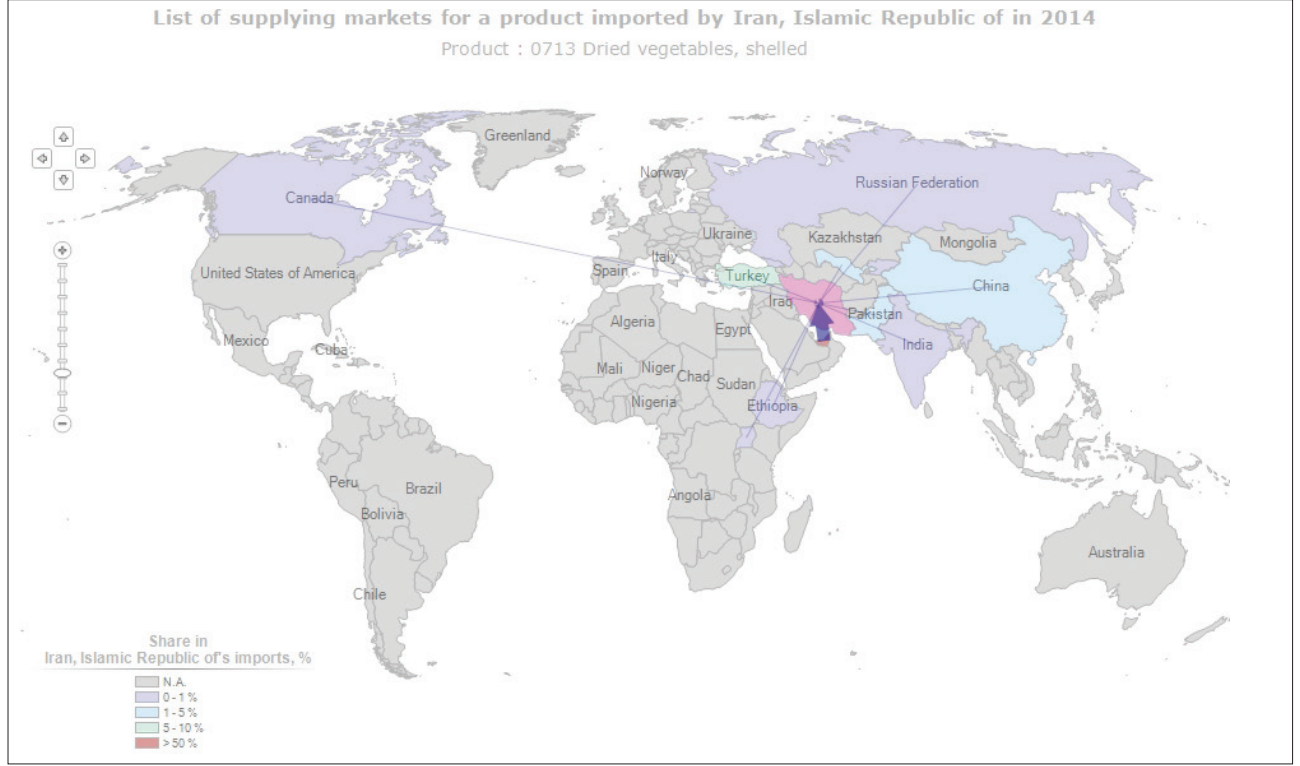 List of supplying markets for a product imported by Iran, Islamic Republic of in 2014
Product : 0713 Dried vegetables, shelled
Greenland
Norway
Russian Federation
Canada
Ukraine
Kazakhstan
Mongolia
Italy
Spain
United States of America
Turkey
China
Iraq
Pakistan
Algeria
Egypt
India
Mexico
Cuba
Mali
Niger
Chad
Sudan
Nigeria
Ethiopia
Peru
Brazil
Angola
Bolivia
Australia
Chile
Share in
Iran, Islamic Republic of's imports, %
N.A.
0 - 1 %
1 - 5 %
5 - 10 %
> 50 %